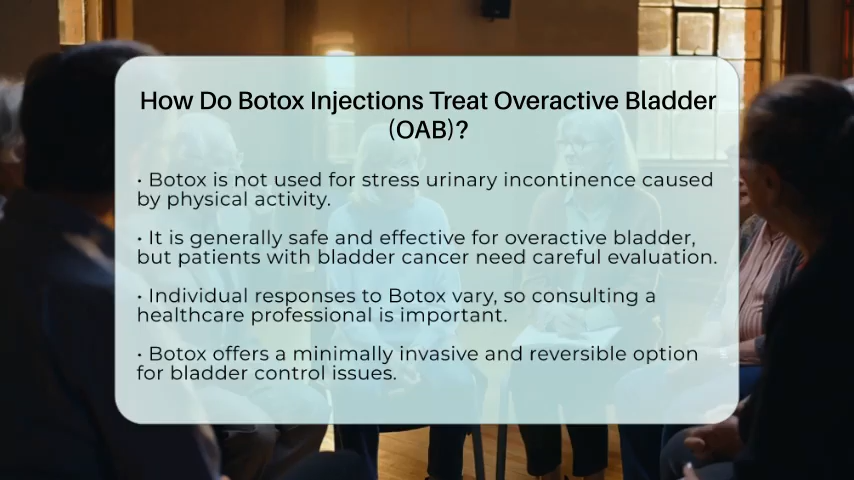 How Do Botox Injections Treat Overactive Bladder
(OAB)?
• Botox is not used for stress urinary incontinence caused
by physical activity.
• It is generally safe and effective for overactive bladder,
but patients with bladder cancer need careful evaluation.
• Individual responses to Botox vary, so consulting a
healthcare professional is important.
• Botox offers a minimally invasive and reversible option
for bladder control issues.